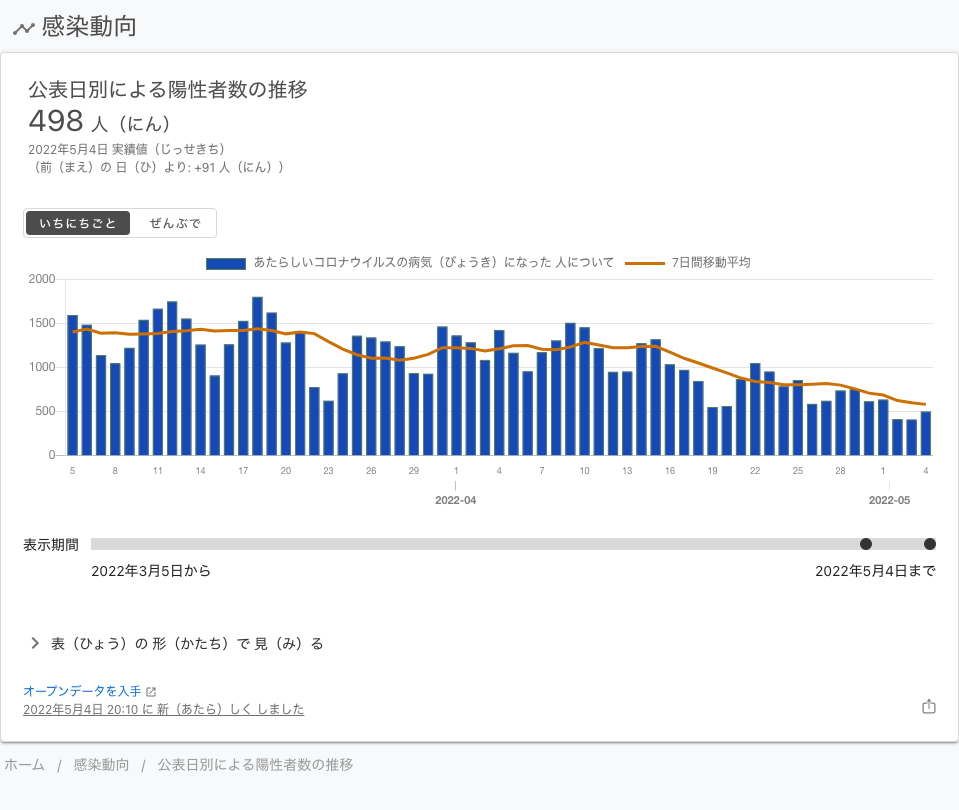 感染動向
公表日別による陽性者数の推移
498 人（にん）
2022年5月4日 実績値（じっせきち）
（前（まえ）の 日（ひ）より: +91 人（にん））
いちにちごと ぜんぶで
あたらしいコロナウイルスの病気（びょうき）になった 人について 7日間移動平均
2000
1500
1000
500
0
5 8 11 14 17 20 23 26 29 1 4 7 10 13 16 19 22 25 28 1 4
2022-04 2022-05
表示期間
2022年3月5日から 2022年5月4日まで
表（ひょう）の 形（かたち）で 見（み）る
オープンデータを入手
2022年5月4日 20:10 に 新（あたら）しく しました
ホーム / 感染動向 / 公表日別による陽性者数の推移